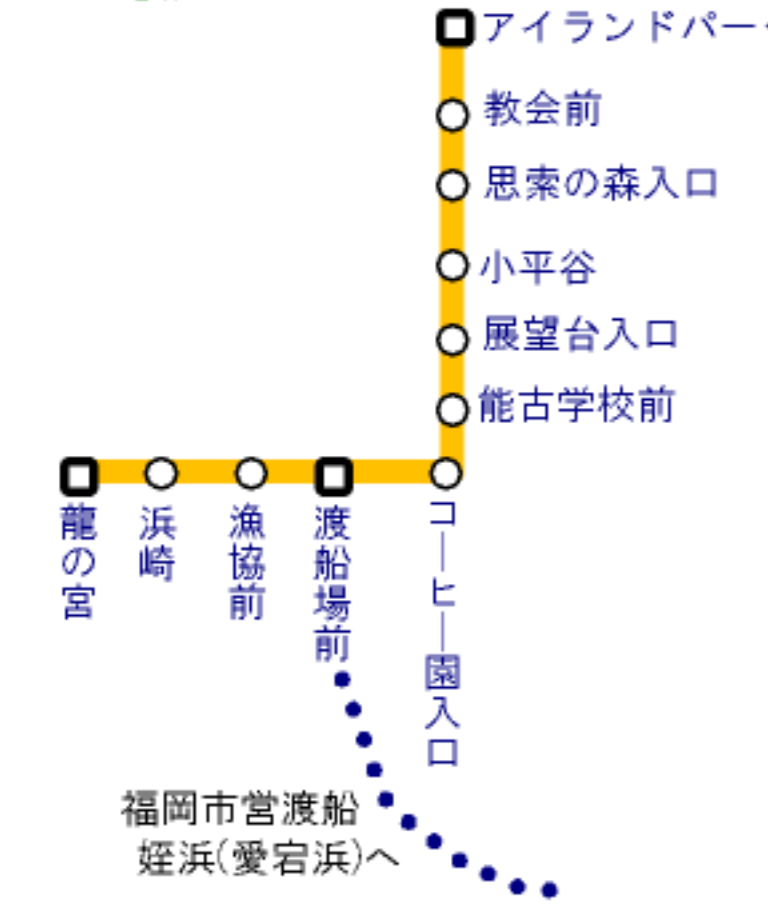 アイランドパーク
教会前
思索の森入口
小平谷
展望台入口
能古学校前
龍の宮
浜崎
漁協前
渡船場前
コーヒー園入口
福岡市営渡船
姪浜(愛宕浜)へ